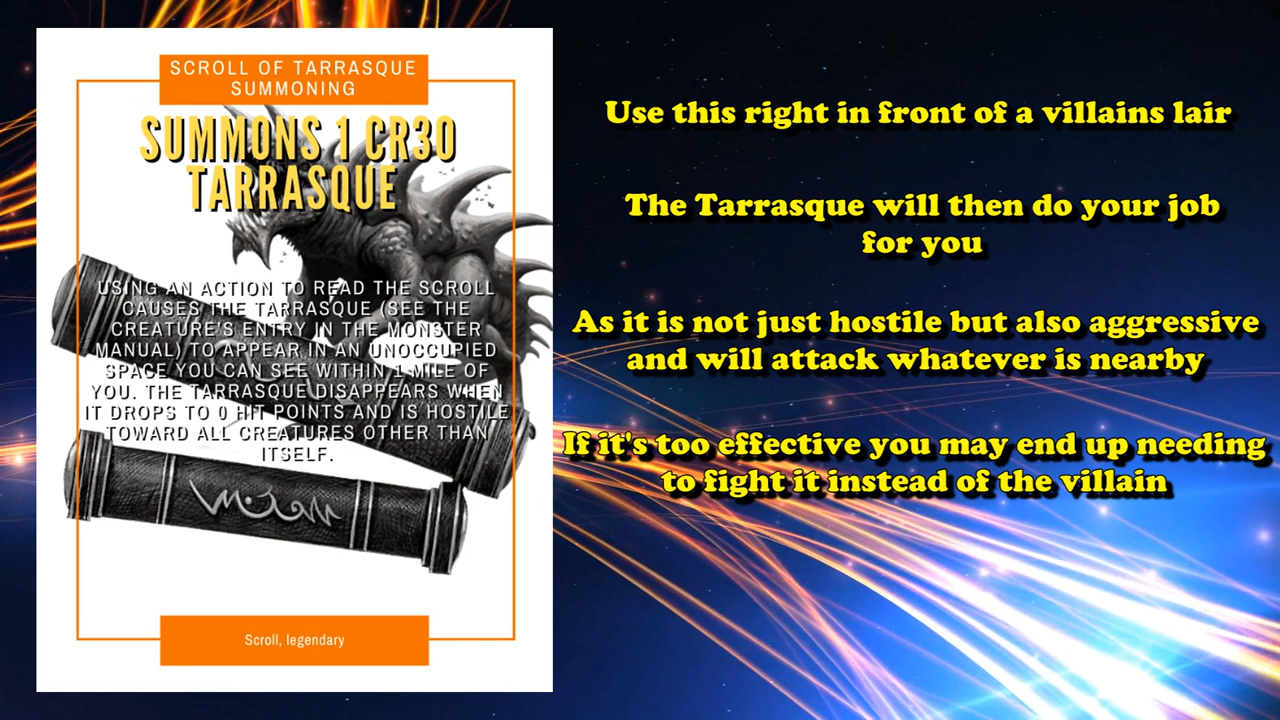 SCROLL OF TARRASQUE
SUMMONING
SUMMONS 1 CR30
TARRASQUE
USING AN ACTION TO READ THE SCROLL
CAUSES THE TARRASQUE (SEE THE
CREATURE'S ENTRY IN THE MONSTER
MANUAL) TO APPEAR IN AN UNOCCUPIED
SPACE YOU CAN SEE WITHIN 1 MILE OF
YOU. THE TARRASQUE DISAPPEARS WHEN
IT DROPS TO 0 HIT POINTS AND IS HOSTILE
TOWARD ALL CREATURES OTHER THAN
ITSELF.
Scroll, legendary
Use this right in front of a villains lair
The Tarrasque will then do your job
for you
As it is not just hostile but also aggressive
and will attack whatever is nearby
If it's too effective you may end up needing
to fight it instead of the villain